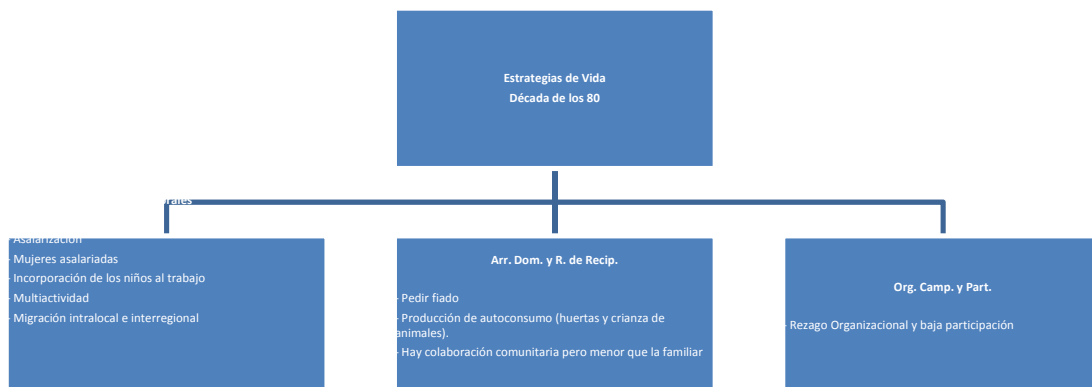 Estrategias de Vida
Década de los 80
- Asalarización
- Mujeres asalariadas
- Incorporación de los niños al trabajo
- Multiactividad
- Migración intralocal e interregional
Arr. Dom. y R. de Recip.
- Pedir fiado
- Producción de autoconsumo (huertas y crianza de
animales).
- Hay colaboración comunitaria pero menor que la familiar
Org. Camp. y Part.
- Rezago Organizacional y baja participación